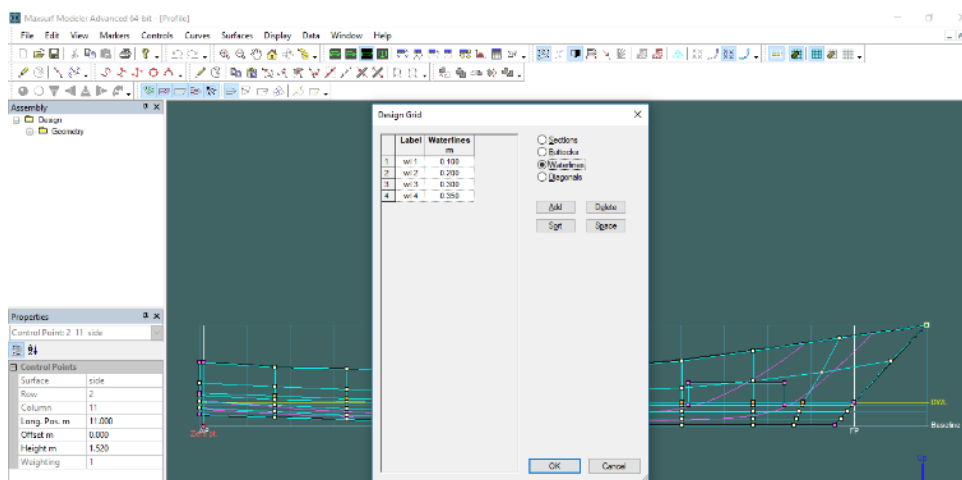 Maxsurf Modeler Advanced 64-bit - [Profile]
File Edit View Markers Controls Curves Surfaces Display Data Window Help
Assembly
Design
Geometry
Design Grid
Label Waterlines
m
1 wl 1 0.100
2 wl 2 0.200
3 wl 3 0.300
4 wl 4 0.350
Sections
Buttocks
Waterlines
Diagonals
Add Delete
Sort Space
OK Cancel
Properties
Control Point: 2 11 side
Control Points
Surface side
Row 2
Column 11
Long. Pos. m 11.000
Offset m 0.000
Height m 1.520
Weighting 1
AP
Zero pt.
DWL
Baseline
FP
Up